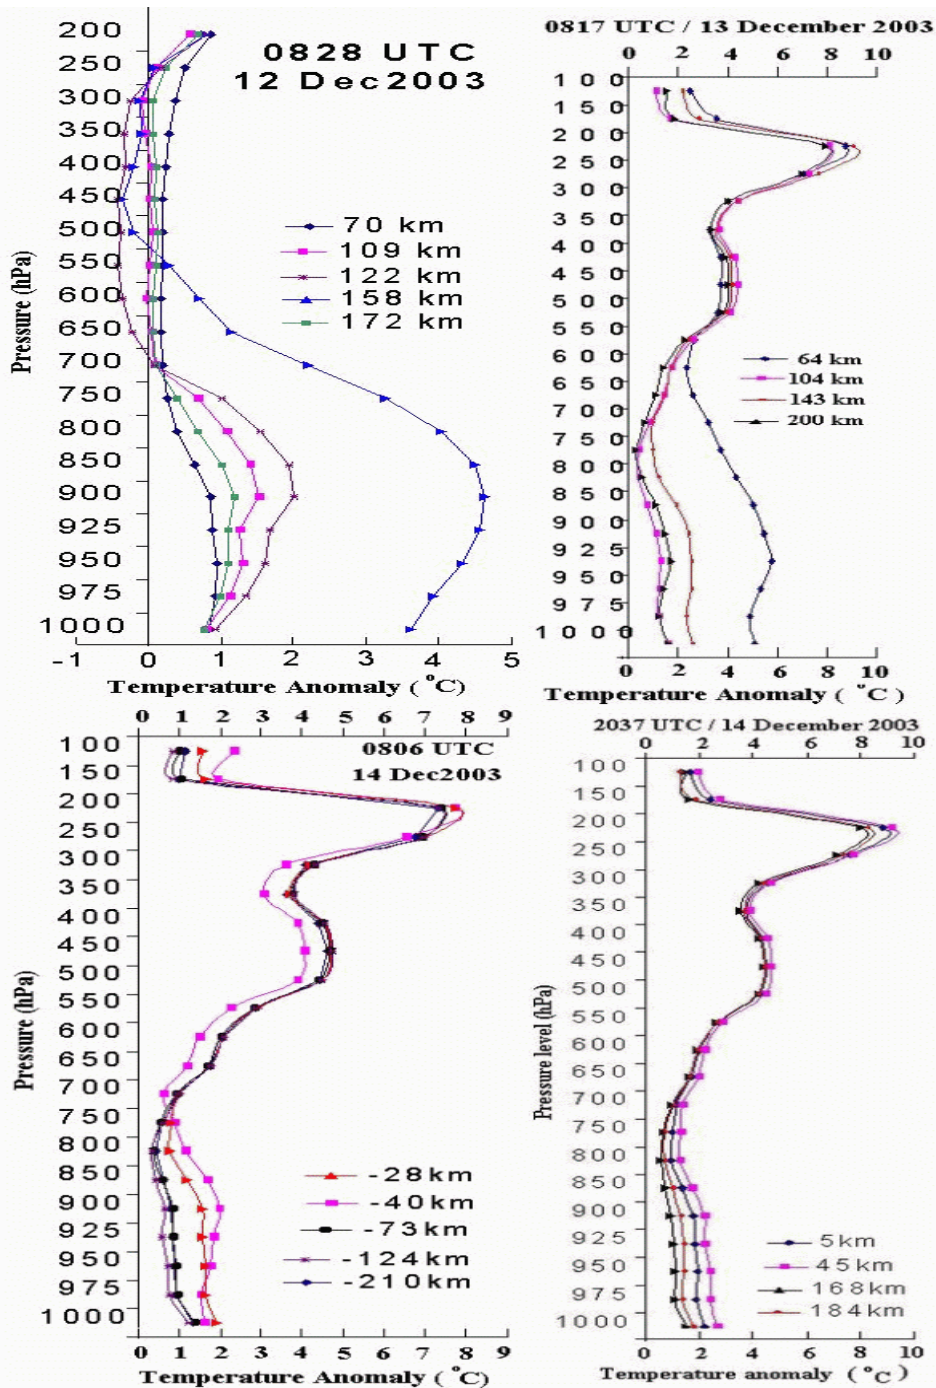 0828 UTC
12 Dec2003
200
250
300
350
400
450
500
550
600
650
700
750
800
850
900
925
950
975
1000
Pressure (hPa)
70 km
109 km
122 km
158 km
172 km
-1 0 1 2 3 4 5
Temperature Anomaly ( °C)
0817 UTC / 13 December 2003
0 2 4 6 8 10
100
150
200
250
300
350
400
450
500
550
600
650
700
750
800
850
900
925
950
975
1000
64 km
104 km
143 km
200 km
0 2 4 6 8 10
Temperature Anomaly ( °C)
0 1 2 3 4 5 6 7 8 9
0806 UTC
14 Dec2003
100
150
200
250
300
350
400
450
500
550
600
650
700
750
800
850
900
925
950
975
1000
Pressure (hPa)
-28km
-40km
-73km
-124km
-210km
0 1 2 3 4 5 6 7 8 9
Temperature Anomaly (°C)
2037 UTC / 14 December 2003
0 2 4 6 8 10
100
150
200
250
300
350
400
450
500
550
600
650
700
750
800
850
900
925
950
975
1000
Pressure level (hPa)
5km
45km
168km
184km
0 2 4 6 8 10
Temperature anomaly (°C)